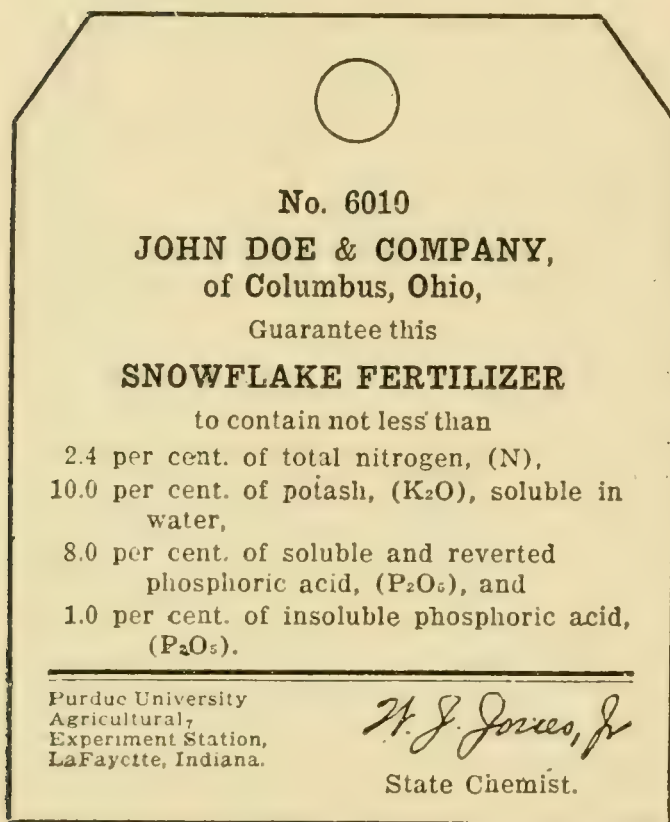 No. 6010
JOHN DOE & COMPANY,
of Columbus, Ohio,
Guarantee this
SNOWFLAKE FERTILIZER
to contain not less than
2.4 per cent. of total nitrogen, (N),
10.0 per cent. of potash, (K₂O), soluble in
water,
8.0 per cent. of soluble and reverted
phosphoric acid, (P₂O₅), and
1.0 per cent. of insoluble phosphoric acid,
(P₂O₅).
Purdue University
Agricultural,
Experiment Station,
LaFayette, Indiana.
W. J. Jones, Jr
State Chemist.